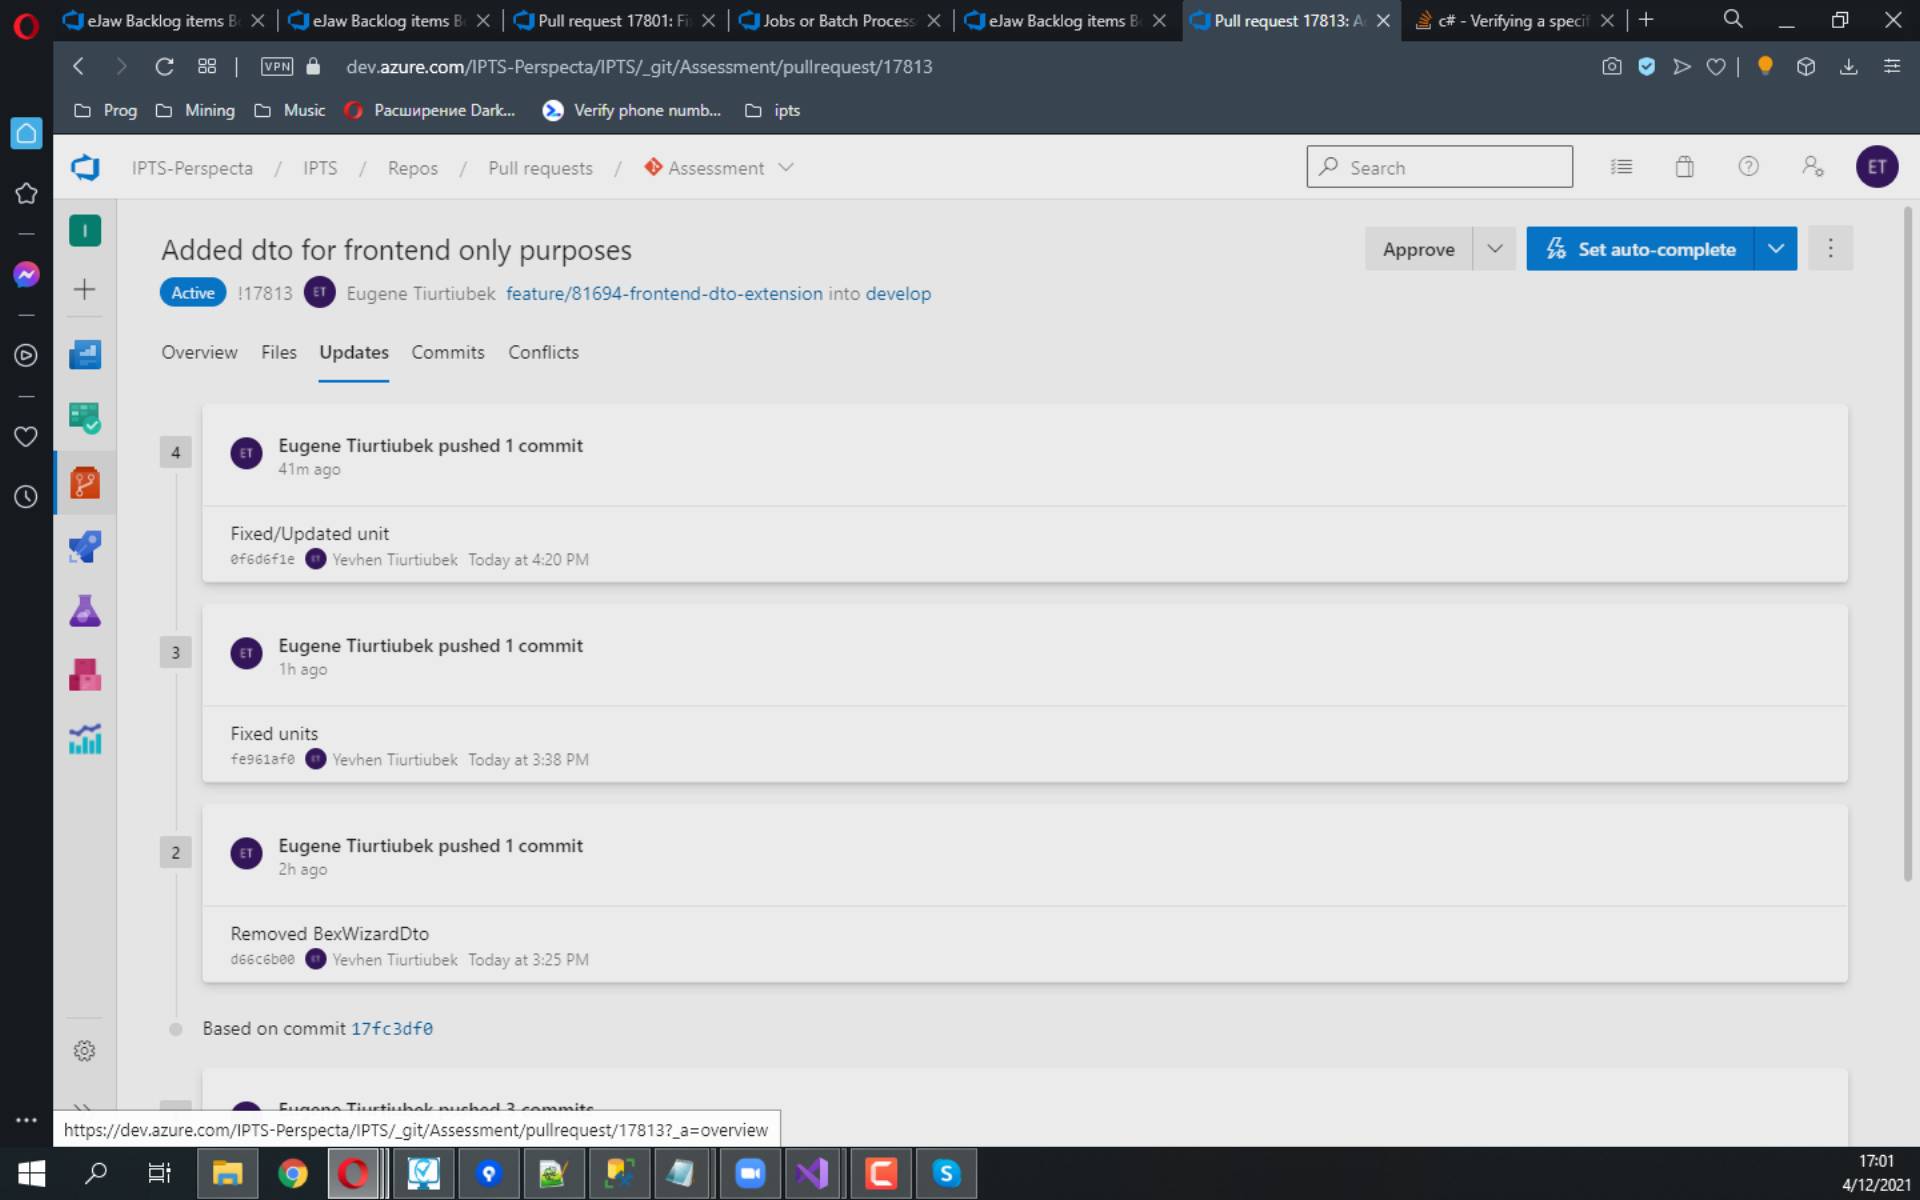 eJaw Backlog items Bo
eJaw Backlog items Bo
Pull request 17801: Fi
Jobs or Batch Process
eJaw Backlog items Bo
Pull request 17813: A
c# - Verifying a specif
VPN
dev.azure.com/IPTS-Perspecta/IPTS/_git/Assessment/pullrequest/17813
Prog
Mining
Music
Расширение Dark...
Verify phone numb...
ipts
IPTS-Perspecta / IPTS / Repos / Pull requests / Assessment
Search
ET
I
Added dto for frontend only purposes
Approve
Set auto-complete
Active !17813 ET Eugene Tiurtiubek feature/81694-frontend-dto-extension into develop
Overview Files Updates Commits Conflicts
4
ET
Eugene Tiurtiubek pushed 1 commit
41m ago
Fixed/Updated unit
0f6d6f1e ET Yevhen Tiurtiubek Today at 4:20 PM
3
ET
Eugene Tiurtiubek pushed 1 commit
1h ago
Fixed units
fe961af0 ET Yevhen Tiurtiubek Today at 3:38 PM
2
ET
Eugene Tiurtiubek pushed 1 commit
2h ago
Removed BexWizardDto
d66c6b00 ET Yevhen Tiurtiubek Today at 3:25 PM
Based on commit 17fc3df0
Eugene Tiurtiubek pushed 3 commits
https://dev.azure.com/IPTS-Perspecta/IPTS/_git/Assessment/pullrequest/17813?_a=overview
17:01
4/12/2021